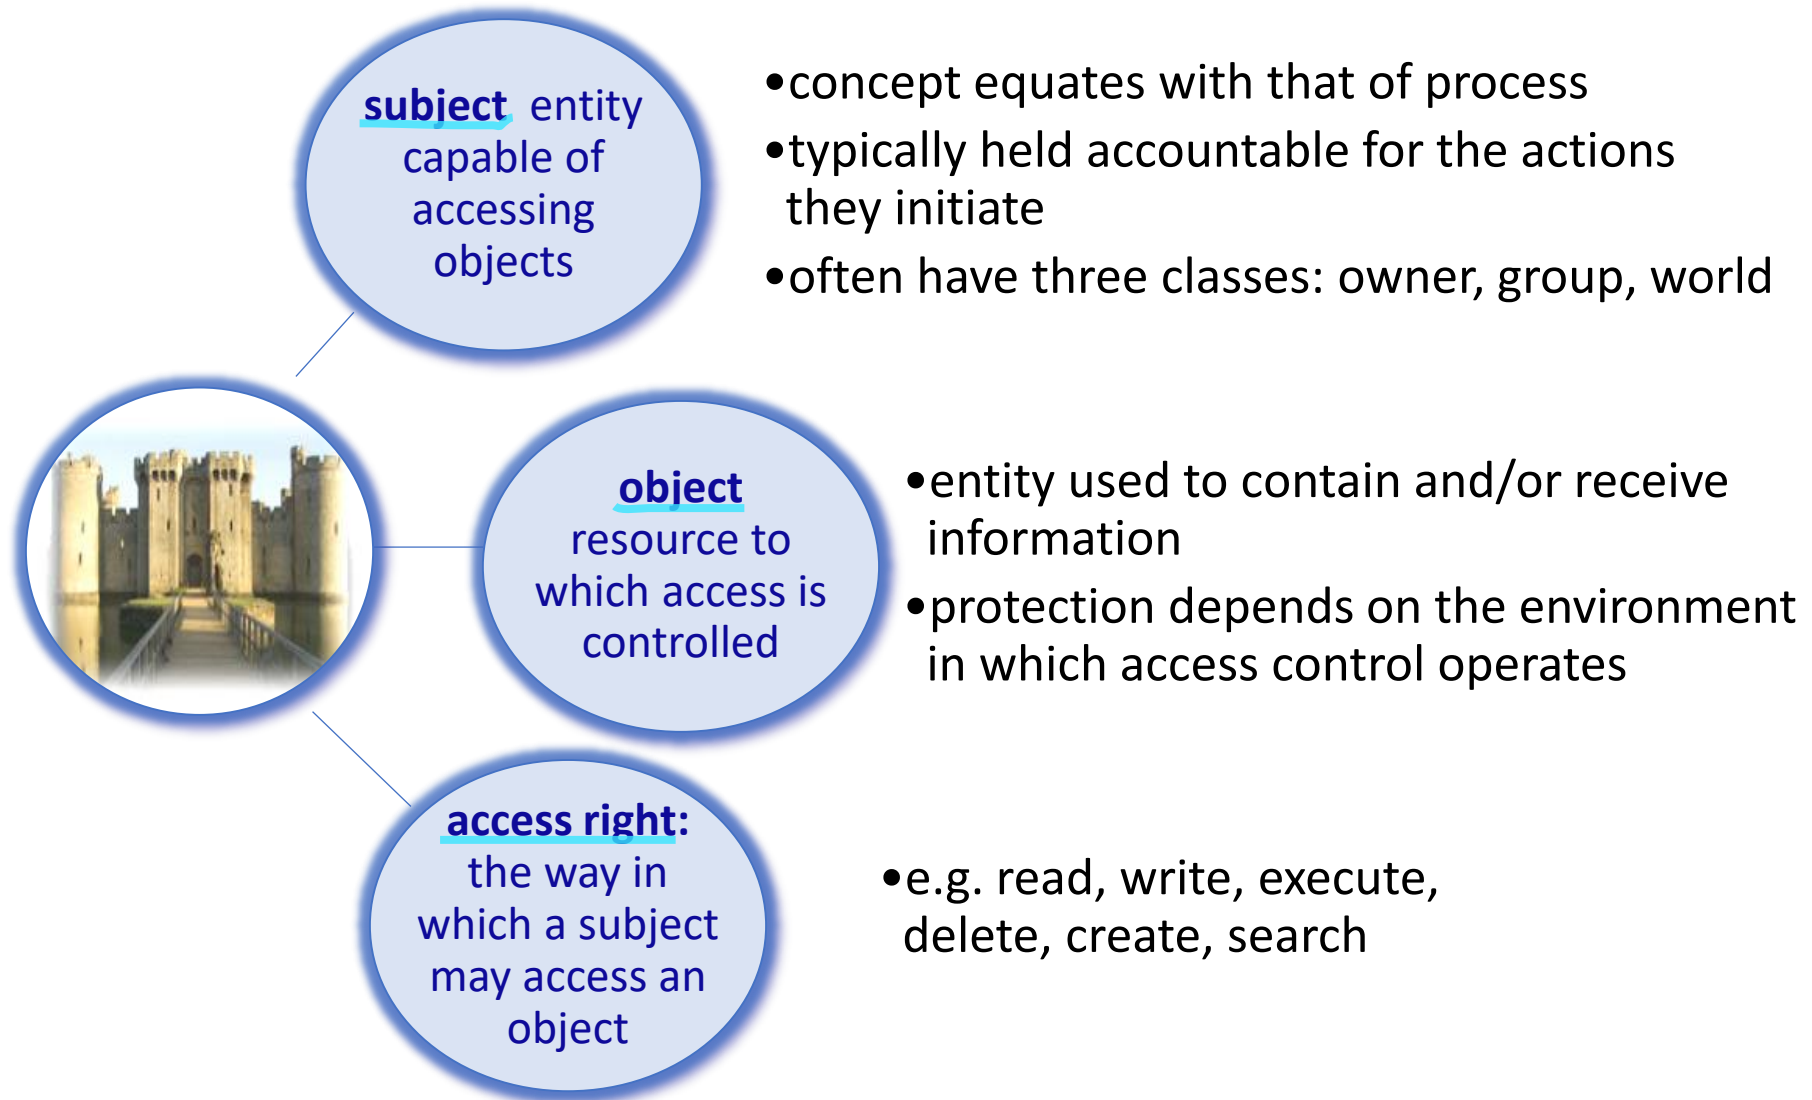 subject entity
capable of
accessing
objects
•concept equates with that of process
•typically held accountable for the actions
they initiate
•often have three classes: owner, group, world
object
resource to
which access is
controlled
•entity used to contain and/or receive
information
•protection depends on the environment
in which access control operates
access right:
the way in
which a subject
may access an
object
•e.g. read, write, execute,
delete, create, search